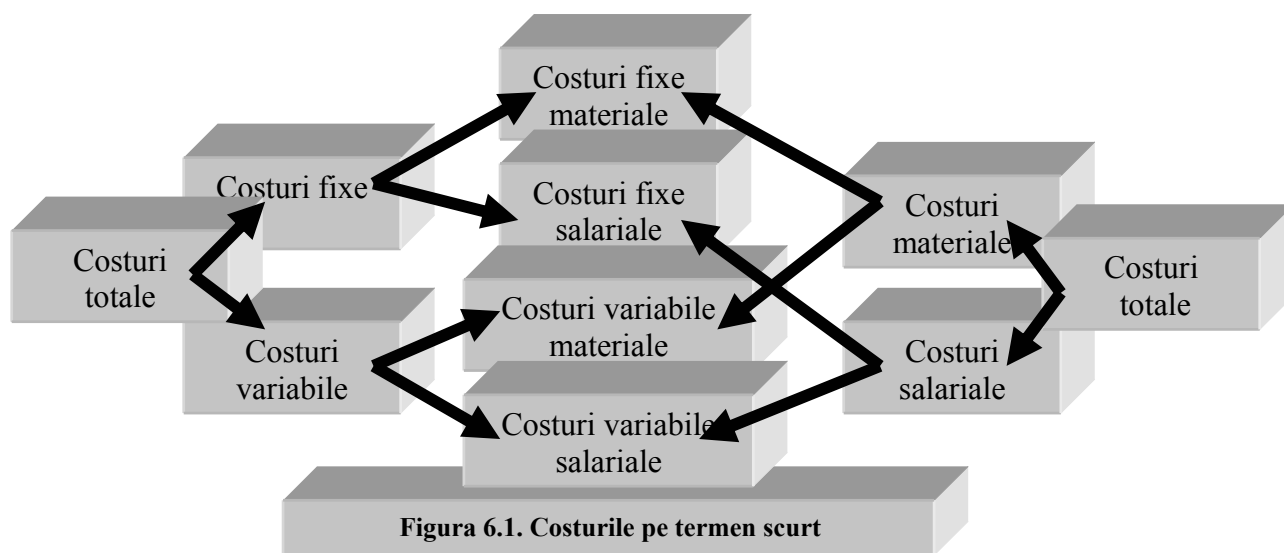 Costuri fixe
materiale
Costuri fixe
Costuri fixe
salariale
Costuri
materiale
Costuri
totale
Costuri
totale
Costuri variabile
materiale
Costuri
variabile
Costuri
salariale
Costuri variabile
salariale
Figura 6.1. Costurile pe termen scurt